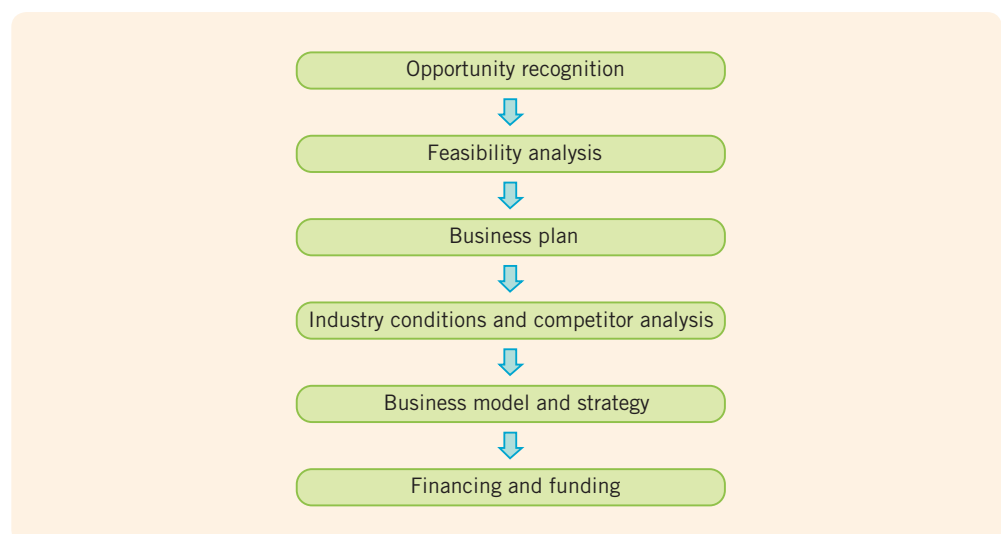 Opportunity recognition
Feasibility analysis
Business plan
Industry conditions and competitor analysis
Business model and strategy
Financing and funding